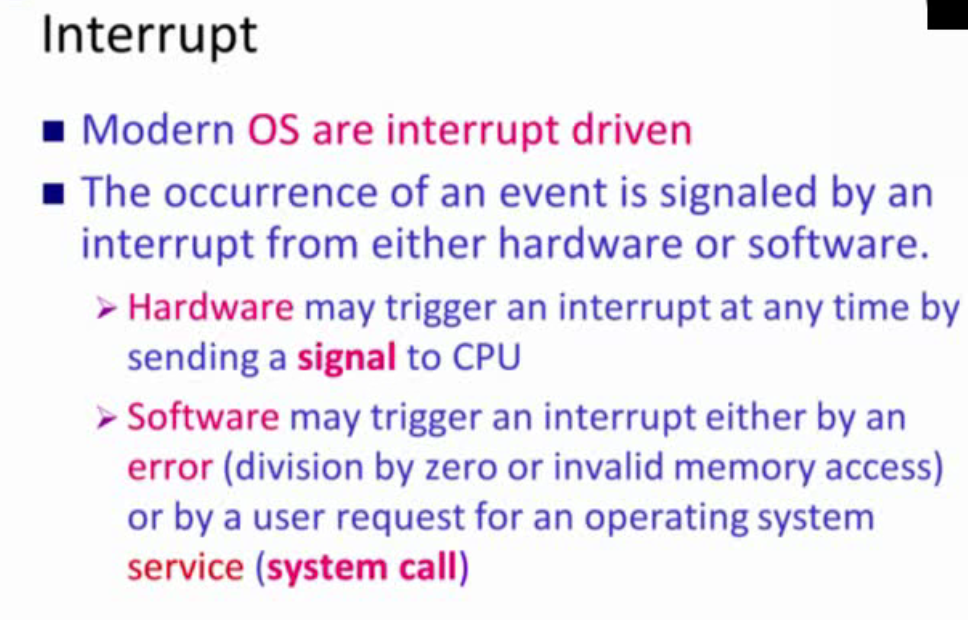 Interrupt
■ Modern OS are interrupt driven
■ The occurrence of an event is signaled by an
interrupt from either hardware or software.
➢ Hardware may trigger an interrupt at any time by
sending a signal to CPU
➢ Software may trigger an interrupt either by an
error (division by zero or invalid memory access)
or by a user request for an operating system
service (system call)